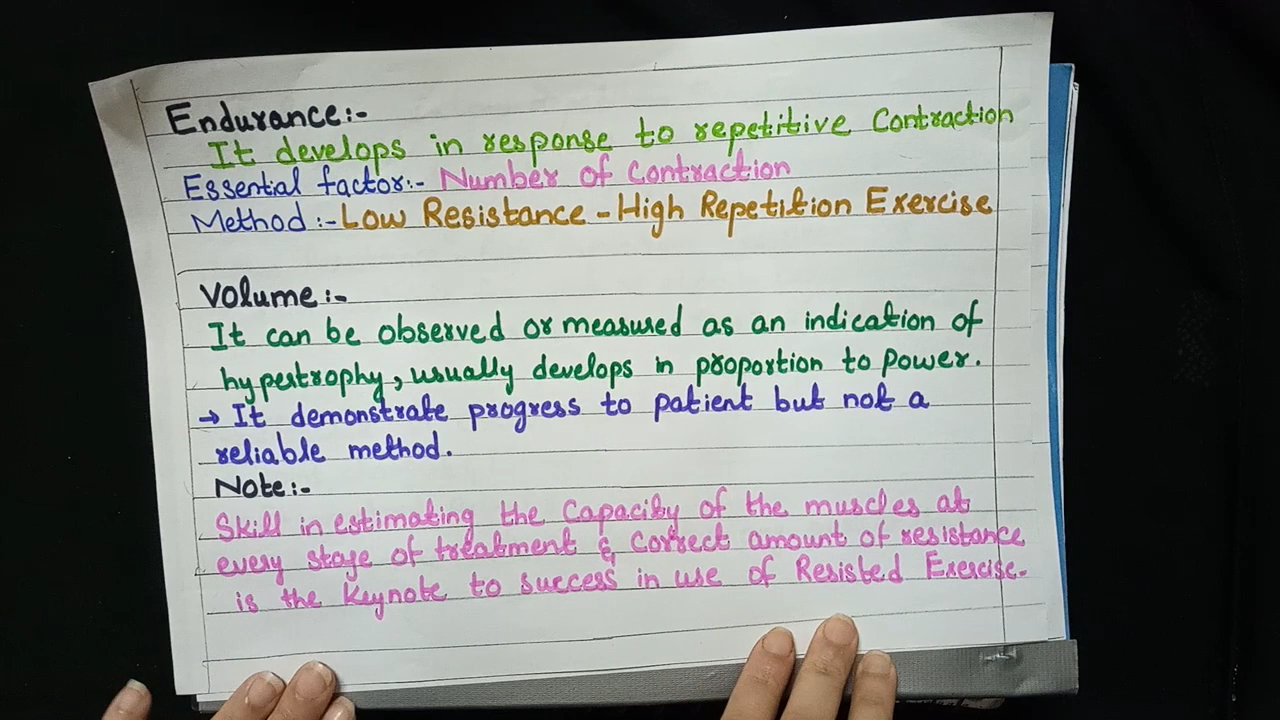 Endurance:-
It develops in response to repetitive Contraction
Essential factor:- Number of Contraction
Method:- Low Resistance - High Repetition Exercise
Volume:-
It can be observed or measured as an indication of
hypertrophy, usually develops in proportion to power.
→ It demonstrate progress to patient but not a
reliable method.
Note:-
Skill in estimating the Capacity of the muscles at
every stage of treatment & correct amount of resistance
is the keynote to success in use of Resisted Exercise.